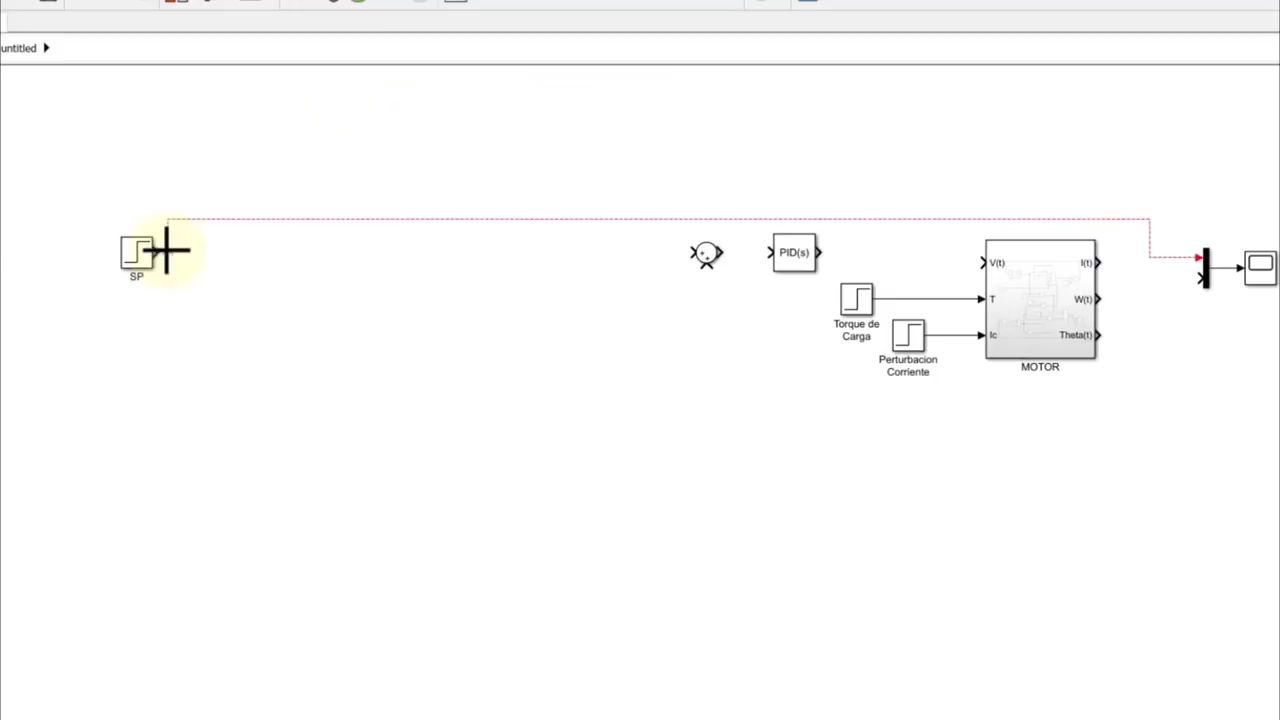 untitled
SP
PID(s)
V(t)
I(t)
T
W(t)
Torque de
Carga
Ic
Theta(t)
Perturbacion
Corriente
MOTOR